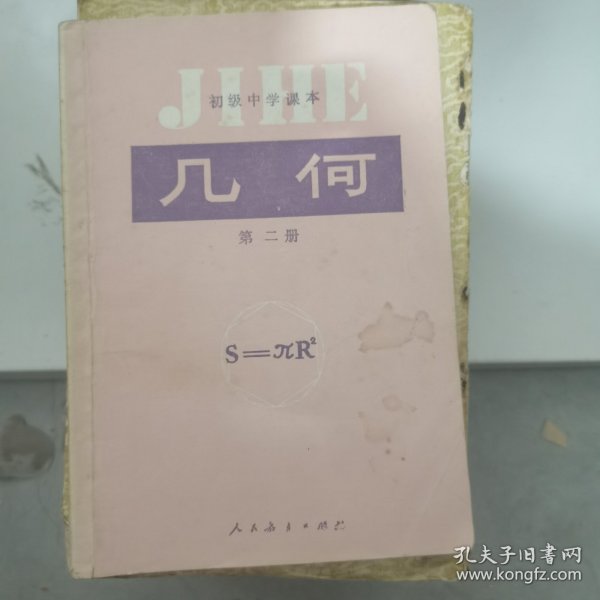 JIHE
初级中学课本
几何
第二册
S=πR²
人民教育出版社
孔夫子旧书网
www.kongfz.com